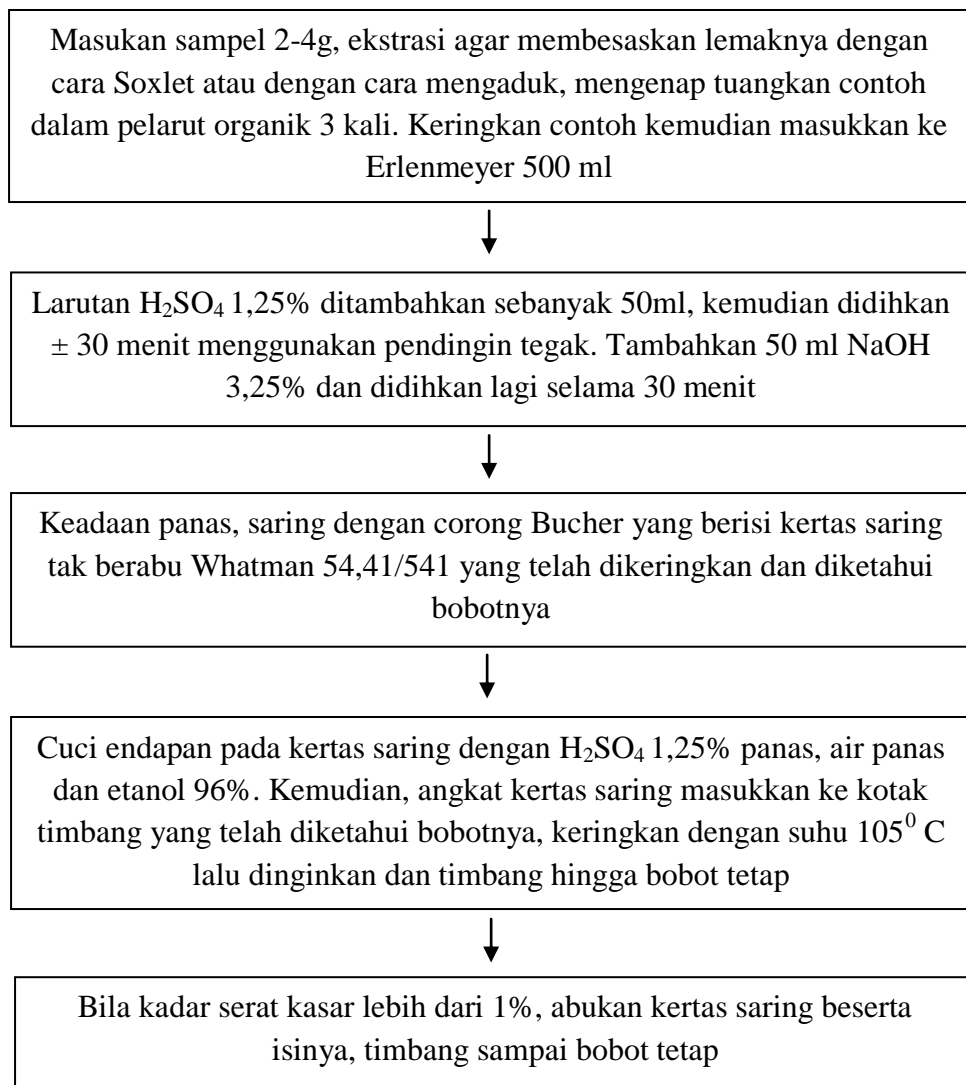 Masukan sampel 2-4g, ekstrasi agar membesaskan lemaknya dengan
cara Soxlet atau dengan cara mengaduk, mengenap tuangkan contoh
dalam pelarut organik 3 kali. Keringkan contoh kemudian masukkan ke
Erlenmeyer 500 ml
Larutan H₂SO₄ 1,25% ditambahkan sebanyak 50ml, kemudian didihkan
± 30 menit menggunakan pendingin tegak. Tambahkan 50 ml NaOH
3,25% dan didihkan lagi selama 30 menit
Keadaan panas, saring dengan corong Bucher yang berisi kertas saring
tak berabu Whatman 54,41/541 yang telah dikeringkan dan diketahui
bobotnya
Cuci endapan pada kertas saring dengan H₂SO₄ 1,25% panas, air panas
dan etanol 96%. Kemudian, angkat kertas saring masukkan ke kotak
timbang yang telah diketahui bobotnya, keringkan dengan suhu 105⁰ C
lalu dinginkan dan timbang hingga bobot tetap
Bila kadar serat kasar lebih dari 1%, abukan kertas saring beserta
isinya, timbang sampai bobot tetap